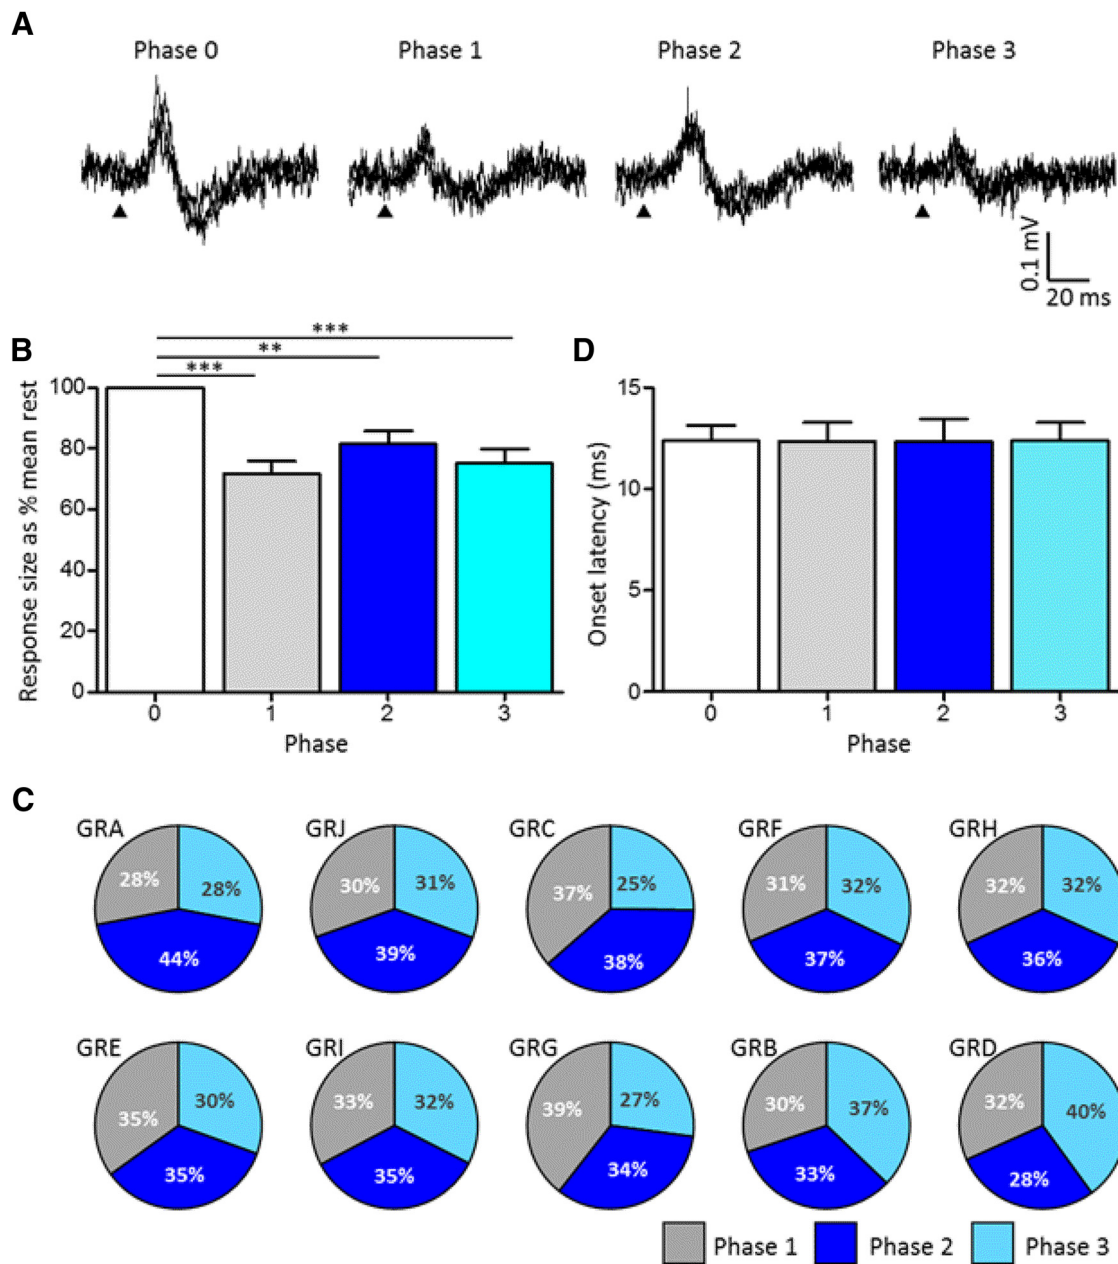 A
Phase 0 Phase 1 Phase 2 Phase 3
0.1 mV
20 ms
B
***
**
***
Response size as % mean rest
100
80
60
40
20
0
0 1 2 3
Phase
D
Onset latency (ms)
15
10
5
0
0 1 2 3
Phase
C
GRA GRJ GRC GRF GRH
28% 28% 30% 31% 37% 25% 31% 32% 32% 32%
44% 39% 38% 37% 36%
GRE GRI GRG GRB GRD
35% 30% 33% 32% 39% 27% 30% 37% 32% 40%
35% 35% 34% 33% 28%
Phase 1 Phase 2 Phase 3